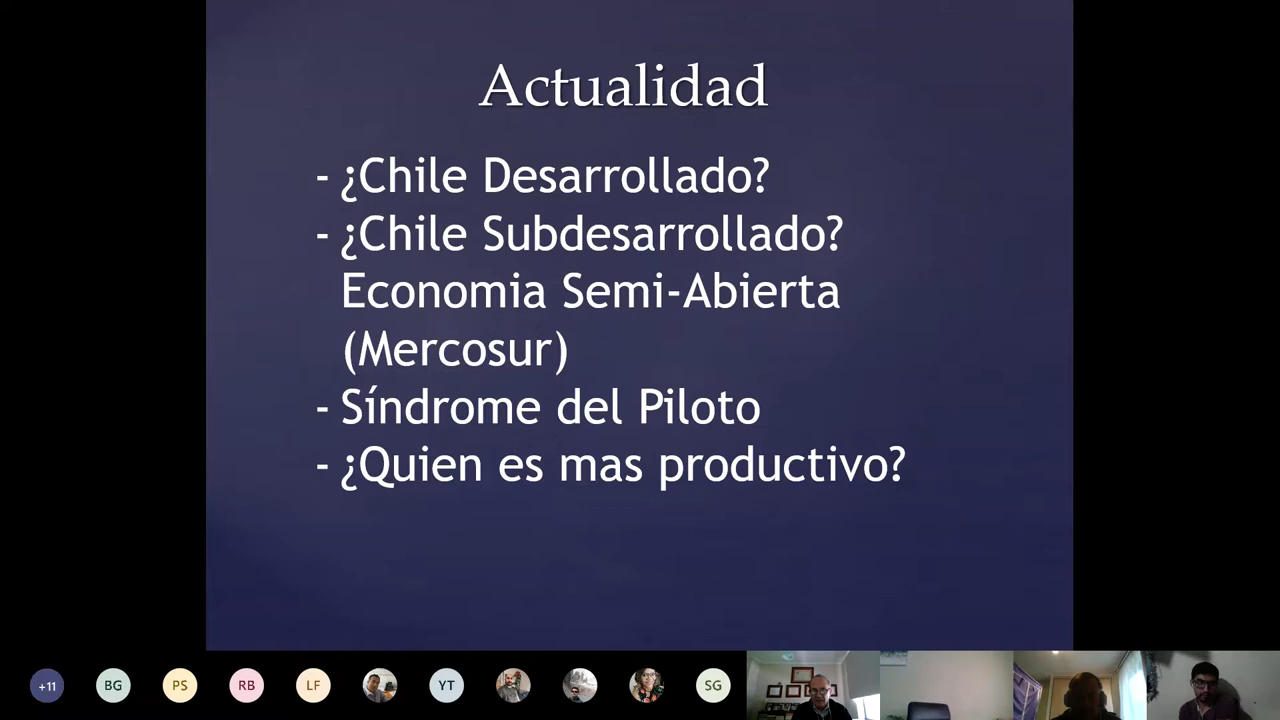 Actualidad
- ¿Chile Desarrollado?
- ¿Chile Subdesarrollado?
Economia Semi-Abierta
(Mercosur)
- Síndrome del Piloto
- ¿Quien es mas productivo?
+11 BG PS RB LF YT SG